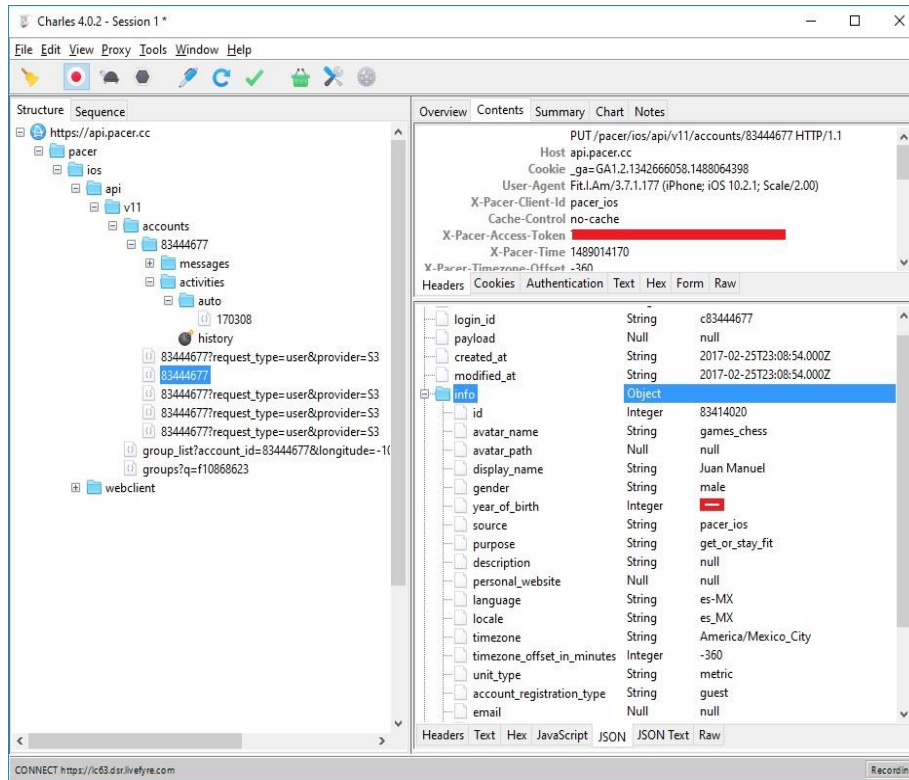 Charles 4.0.2 - Session 1 *
File Edit View Proxy Tools Window Help
Structure Sequence
https://api.pacer.cc
pacer
ios
api
v11
accounts
83444677
messages
activities
auto
170308
history
83444677?request_type=user&provider=S3
83444677
83444677?request_type=user&provider=S3
83444677?request_type=user&provider=S3
83444677?request_type=user&provider=S3
group_list?account_id=83444677&longitude=-1
groups?q=f10868623
webclient
Overview Contents Summary Chart Notes
PUT /pacer/ios/api/v11/accounts/83444677 HTTP/1.1
Host api.pacer.cc
Cookie _ga=GA1.2.1342666058.1488064398
User-Agent Fit.I.Am/3.7.1.177 (iPhone; iOS 10.2.1; Scale/2.00)
X-Pacer-Client-Id pacer_ios
Cache-Control no-cache
X-Pacer-Access-Token
X-Pacer-Time 1489014170
X-Pacer-Timezone-Offset -360
Headers Cookies Authentication Text Hex Form Raw
login_id String c83444677
payload Null null
created_at String 2017-02-25T23:08:54.000Z
modified_at String 2017-02-25T23:08:54.000Z
info Object
id Integer 83414020
avatar_name String games_chess
avatar_path Null null
display_name String Juan Manuel
gender String male
year_of_birth Integer
source String pacer_ios
purpose String get_or_stay_fit
description String null
personal_website Null null
language String es-MX
locale String es_MX
timezone String America/Mexico_City
timezone_offset_in_minutes Integer -360
unit_type String metric
account_registration_type String guest
email Null null
Headers Text Hex JavaScript JSON JSON Text Raw
CONNECT https://lc63.dsr.livefyre.com
Recordin